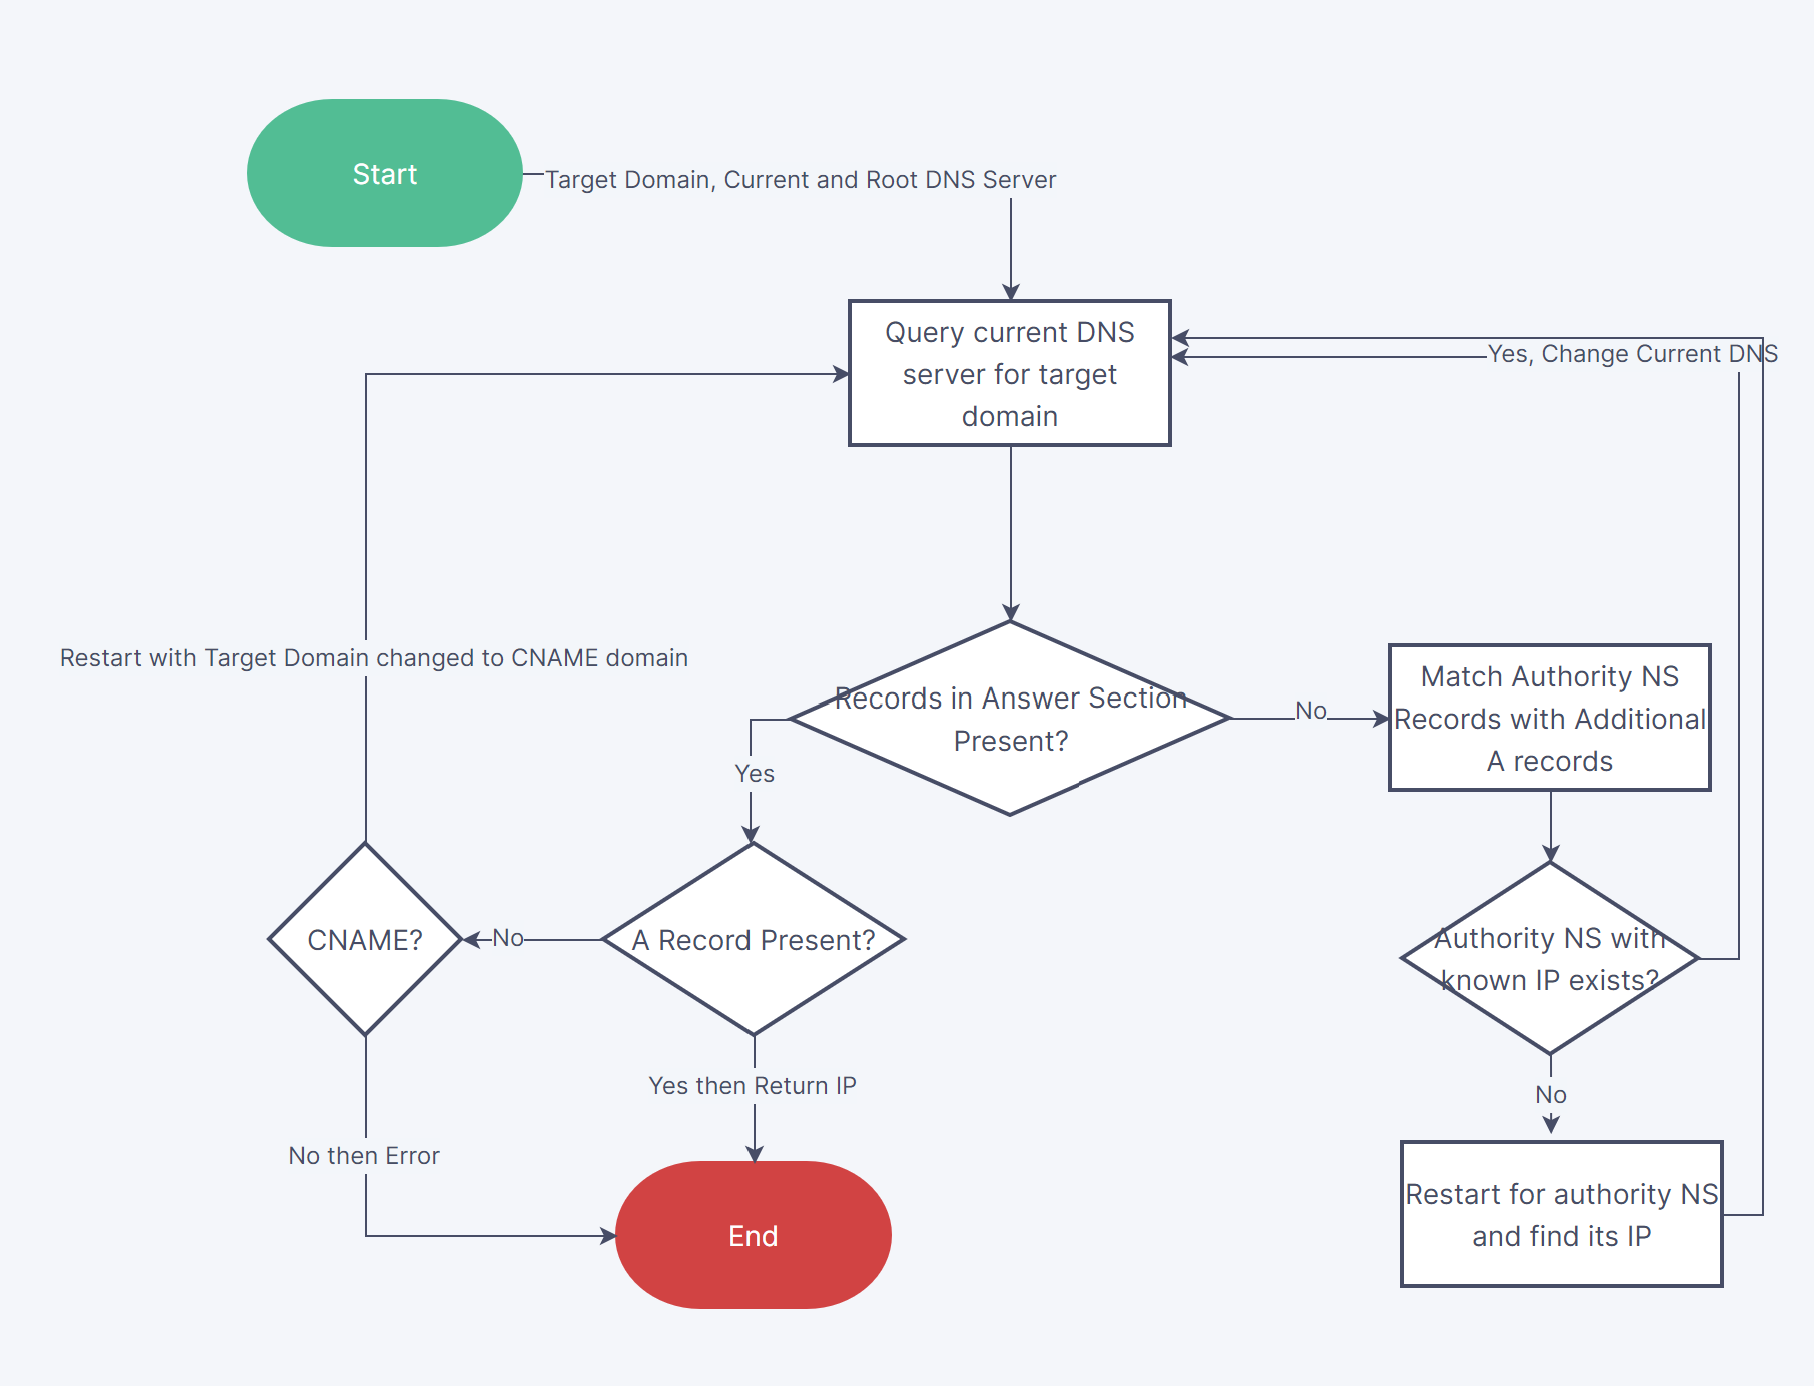 Start
Target Domain, Current and Root DNS Server
Query current DNS
server for target
domain
Yes, Change Current DNS
Restart with Target Domain changed to CNAME domain
Records in Answer Section
Present?
No
Match Authority NS
Records with Additional
A records
Yes
CNAME?
No
A Record Present?
Authority NS with
known IP exists?
Yes then Return IP
No
No then Error
End
Restart for authority NS
and find its IP